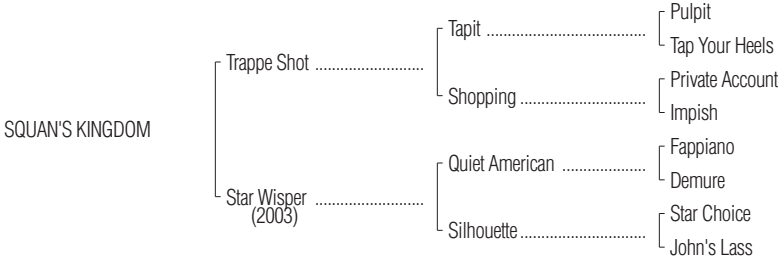 Pulpit
Tapit
Tap Your Heels
Trappe Shot
Private Account
Shopping
Impish
SQUAN'S KINGDOM
Fappiano
Quiet American
Demure
Star Wisper
(2003)
Star Choice
Silhouette
John's Lass